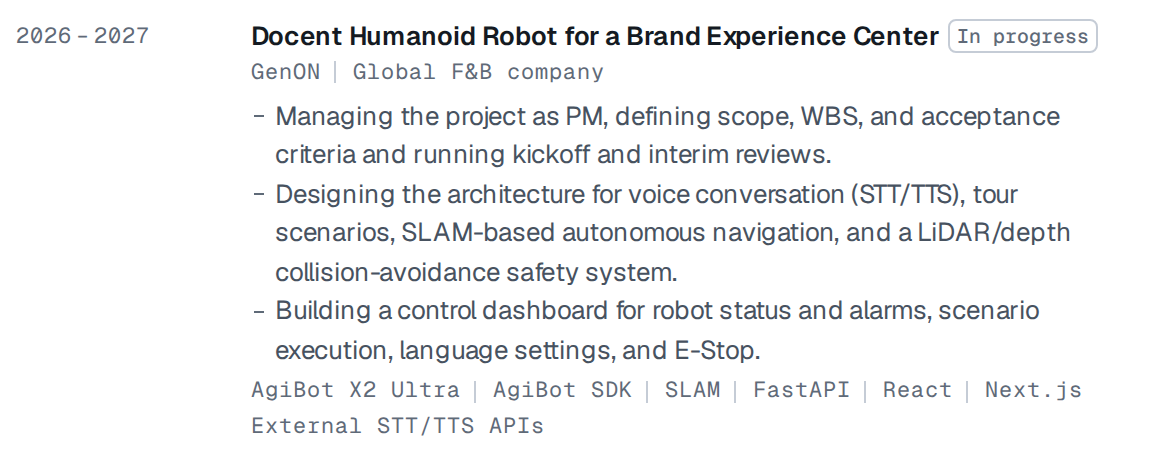 2026 – 2027
Docent Humanoid Robot for a Brand Experience Center In progress
GenON | Global F&B company
– Managing the project as PM, defining scope, WBS, and acceptance
criteria and running kickoff and interim reviews.
– Designing the architecture for voice conversation (STT/TTS), tour
scenarios, SLAM-based autonomous navigation, and a LiDAR/depth
collision-avoidance safety system.
– Building a control dashboard for robot status and alarms, scenario
execution, language settings, and E-Stop.
AgiBot X2 Ultra | AgiBot SDK | SLAM | FastAPI | React | Next.js
External STT/TTS APIs